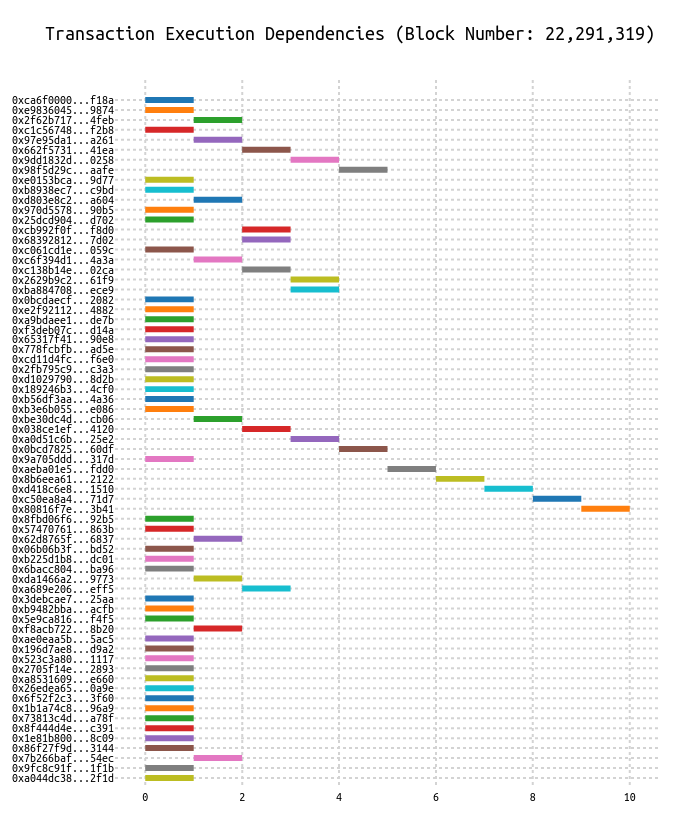 Transaction Execution Dependencies (Block Number: 22,291,319)
0xca6f0000...f18a
0xe9836045...9874
0x2f62b717...4feb
0xc1c56748...f2b8
0x97e95da1...a261
0x662f5731...41ea
0x9dd1832d...0258
0x98f5d29c...aafe
0xe0153bca...9d77
0xb8938ec7...c9bd
0xd803e8c2...a604
0x970d5578...90b5
0x25dcd904...d702
0xcb992f0f...f8d0
0x68392812...7d02
0xc061cd1e...059c
0xc6f394d1...4a3a
0xc138b14e...02ca
0x2629b9c2...61f9
0xba884708...ece9
0x0bcdaecf...2082
0xe2f92112...4882
0xa9bdaee1...de7b
0xf3deb07c...d14a
0x65317f41...90e8
0x778fcbfb...ad5e
0xcd11d4fc...f6e0
0x2fb795c9...c3a3
0xd1029790...8d2b
0x189246b3...4cf0
0xb56df3aa...4a36
0xb3e6b055...e086
0xbe30dc4d...cb06
0x038ce1ef...4120
0xa0d51c6b...25e2
0x0bcd7825...60df
0x9a705ddd...317d
0xaeba01e5...fdd0
0x8b6eea61...2122
0xd418c6e8...1510
0xc50ea8a4...71d7
0x80816f7e...3b41
0x8fbd06f6...92b5
0x57470761...863b
0x62d8765f...6837
0x06b06b3f...bd52
0xb225d1b8...dc01
0x6bacc804...ba96
0xda1466a2...9773
0xa689e206...eff5
0x3debcae7...25aa
0xb9482bba...acfb
0x5e9ca816...f4f5
0xf8acb722...8b20
0xae0eaa5b...5ac5
0x196d7ae8...d9a2
0x523c3a80...1117
0x2705f14e...2893
0xa8531609...e660
0x26edea65...0a9e
0x6f52f2c3...3f60
0x1b1a74c8...96a9
0x73813c4d...a78f
0x8f444d4e...c391
0x1e81b800...8c09
0x86f27f9d...3144
0x7b266baf...54ec
0x9fc8c91f...1f1b
0xa044dc38...2f1d
0 2 4 6 8 10